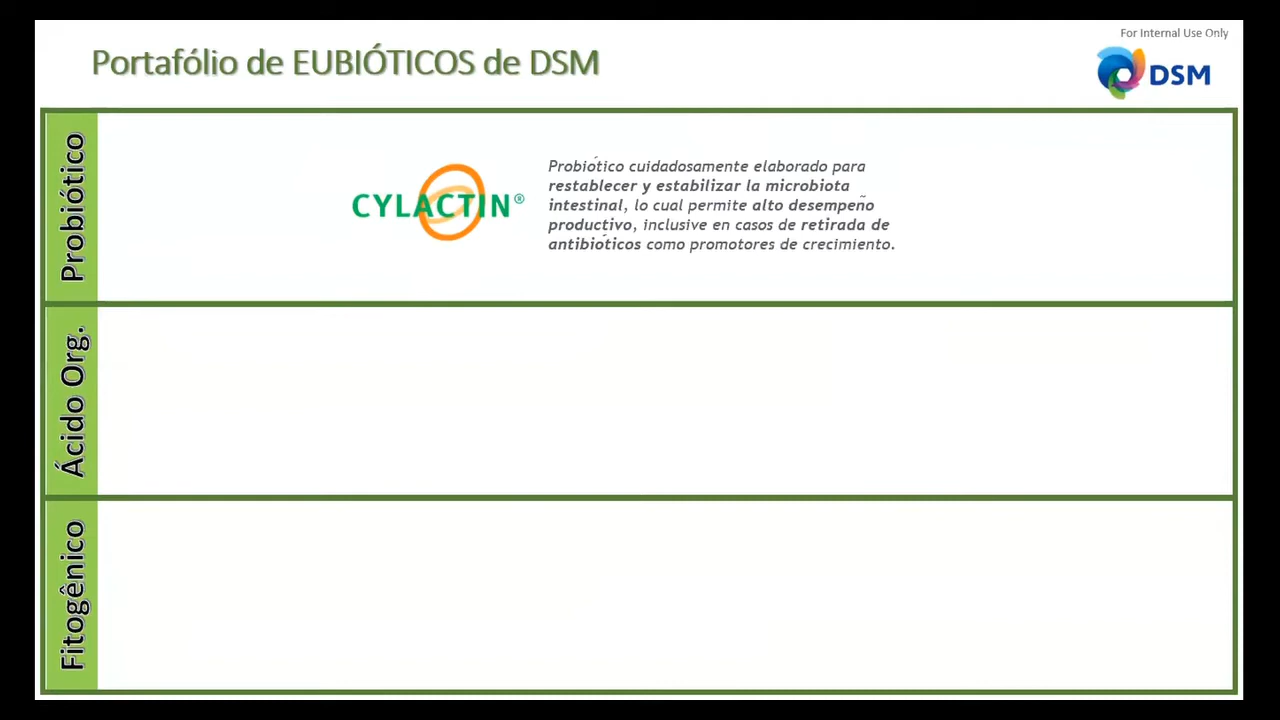 For Internal Use Only
Portafólio de EUBIÓTICOS de DSM
DSM
Probiótico
CYLACTIN®
Probiótico cuidadosamente elaborado para
restablecer y estabilizar la microbiota
intestinal, lo cual permite alto desempeño
productivo, inclusive en casos de retirada de
antibióticos como promotores de crecimiento.
Ácido Org.
Fitogênico